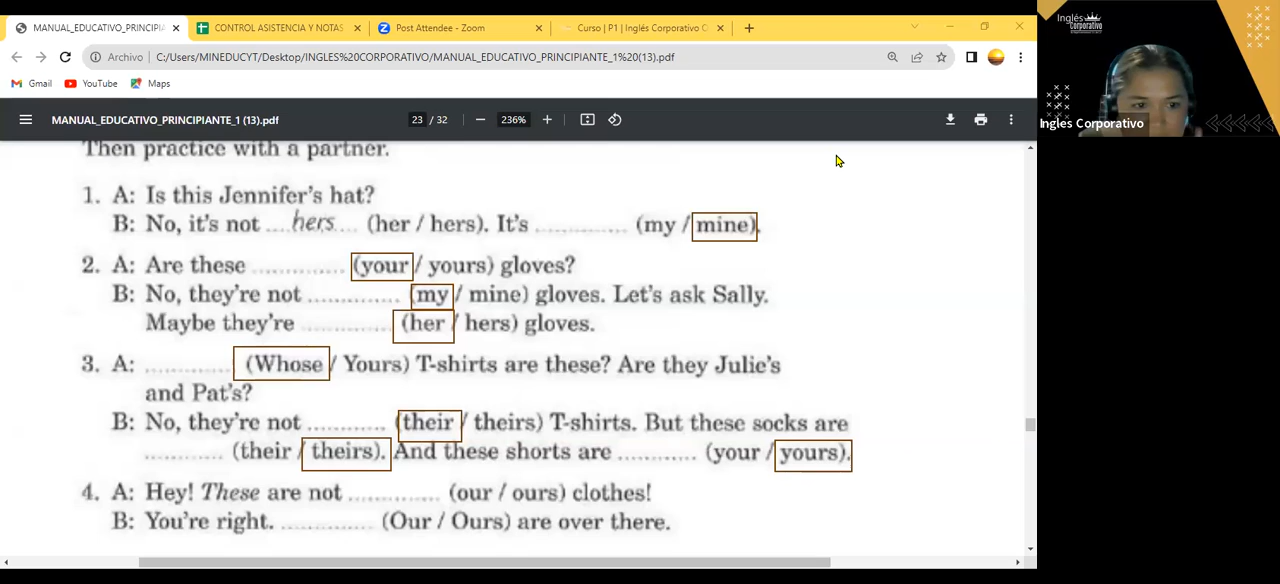 MANUAL_EDUCATIVO_PRINCIPIA
CONTROL ASISTENCIA Y NOTAS
Post Attendee - Zoom
Curso | P1 | Inglés Corporativo C
Archivo
C:/Users/MINEDUCYT/Desktop/INGLES%20CORPORATIVO/MANUAL_EDUCATIVO_PRINCIPIANTE_1%20(13).pdf
Gmail
YouTube
Maps
MANUAL_EDUCATIVO_PRINCIPIANTE_1 (13).pdf
23 / 32
236%
Inglés
Corporativo
Ingles Corporativo
Then practice with a partner.
1. A: Is this Jennifer's hat?
B: No, it's not ....hers.... (her / hers). It's .............. (my / mine).
2. A: Are these .............. (your / yours) gloves?
B: No, they're not .............. (my / mine) gloves. Let's ask Sally.
Maybe they're .............. (her / hers) gloves.
3. A: .............. (Whose / Yours) T-shirts are these? Are they Julie's
and Pat's?
B: No, they're not ............ (their / theirs) T-shirts. But these socks are
............ (their / theirs). And these shorts are ............ (your / yours).
4. A: Hey! These are not .............. (our / ours) clothes!
B: You're right. .............. (Our / Ours) are over there.